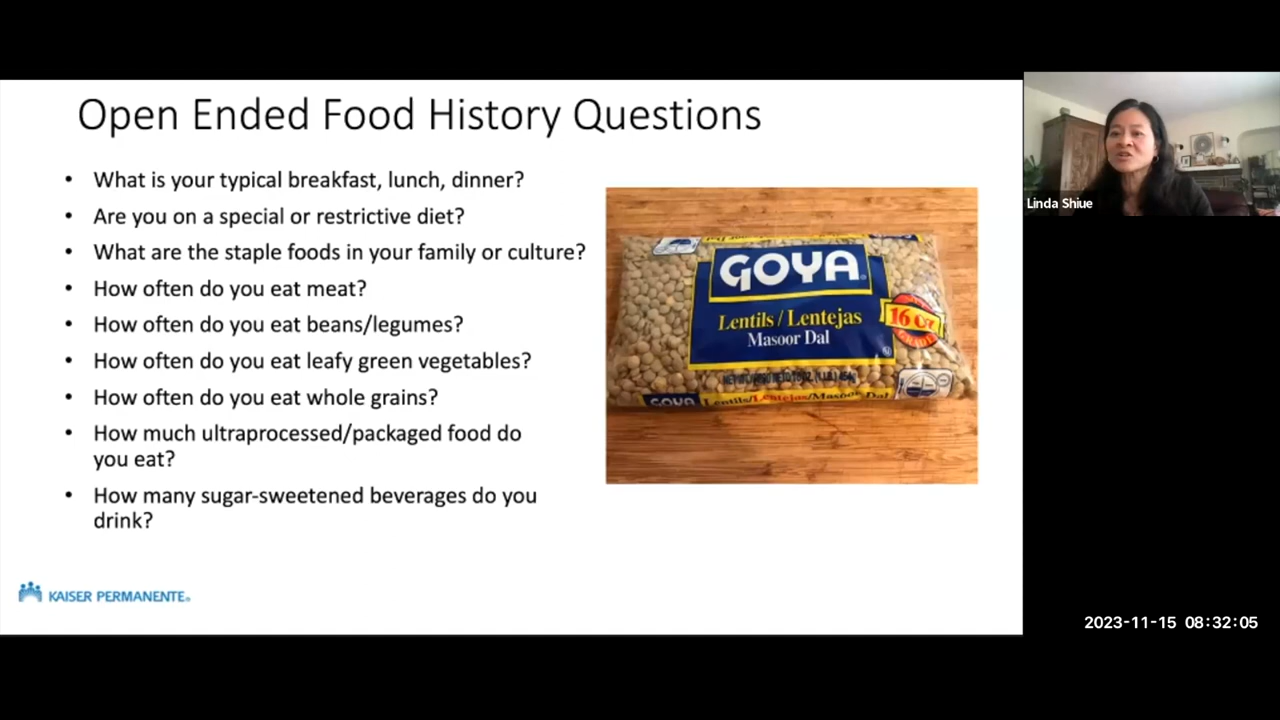 Open Ended Food History Questions
• What is your typical breakfast, lunch, dinner?
• Are you on a special or restrictive diet?
• What are the staple foods in your family or culture?
• How often do you eat meat?
• How often do you eat beans/legumes?
• How often do you eat leafy green vegetables?
• How often do you eat whole grains?
• How much ultraprocessed/packaged food do
you eat?
• How many sugar-sweetened beverages do you
drink?
GOYA
Lentils / Lentejas
Masoor Dal
16 OZ
GOYA Lentils/Lentejas/Masoor Dal
KAISER PERMANENTE®
Linda Shiue
2023-11-15 08:32:05